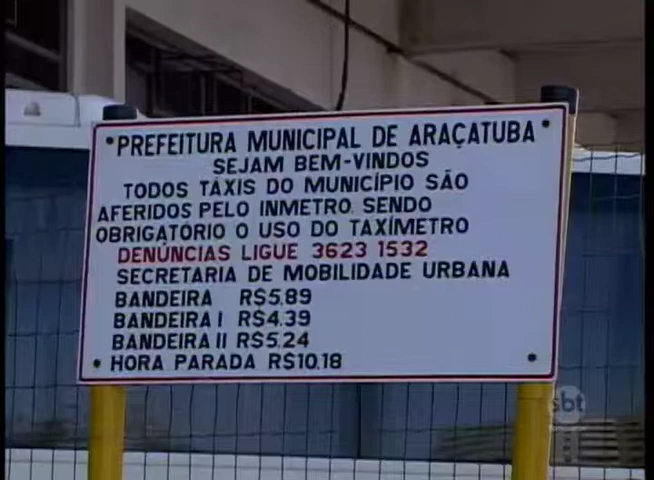 PREFEITURA MUNICIPAL DE ARAÇATUBA
SEJAM BEM-VINDOS
TODOS OS TÁXIS DO MUNICÍPIO SÃO
AFERIDOS PELO INMETRO. SENDO
OBRIGATÓRIO O USO DO TAXÍMETRO
DENÚNCIAS LIGUE 3623 1532
SECRETARIA DE MOBILIDADE URBANA
BANDEIRA R$5.89
BANDEIRA I R$4.39
BANDEIRA II R$5.24
HORA PARADA R$10.18
sbt